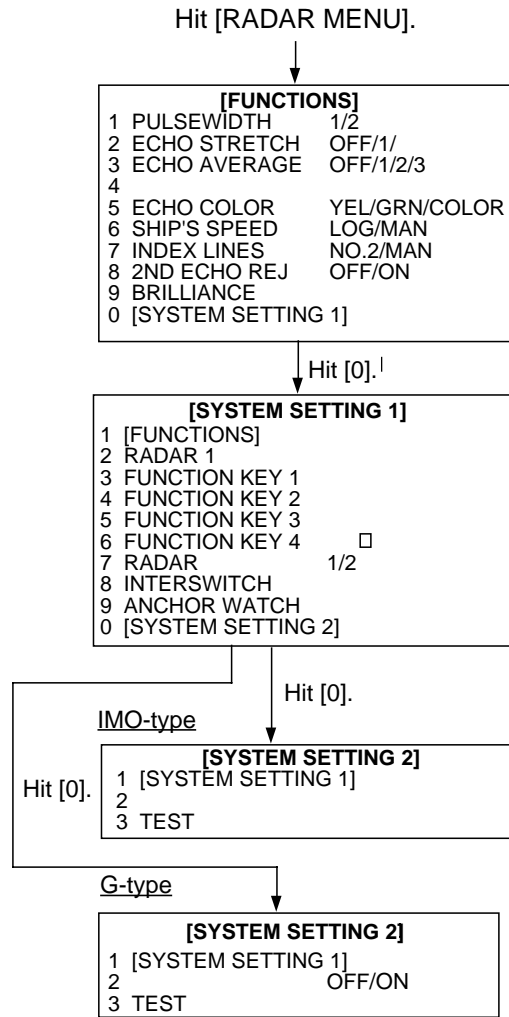 Hit [RADAR MENU].
[FUNCTIONS]
1 PULSEWIDTH 1/2
2 ECHO STRETCH OFF/1/
3 ECHO AVERAGE OFF/1/2/3
4
5 ECHO COLOR YEL/GRN/COLOR
6 SHIP'S SPEED LOG/MAN
7 INDEX LINES NO.2/MAN
8 2ND ECHO REJ OFF/ON
9 BRILLIANCE
0 [SYSTEM SETTING 1]
Hit [0].
[SYSTEM SETTING 1]
1 [FUNCTIONS]
2 RADAR 1
3 FUNCTION KEY 1
4 FUNCTION KEY 2
5 FUNCTION KEY 3
6 FUNCTION KEY 4 □
7 RADAR 1/2
8 INTERSWITCH
9 ANCHOR WATCH
0 [SYSTEM SETTING 2]
Hit [0].
IMO-type
[SYSTEM SETTING 2]
1 [SYSTEM SETTING 1]
2
3 TEST
Hit [0].
G-type
[SYSTEM SETTING 2]
1 [SYSTEM SETTING 1]
2 OFF/ON
3 TEST